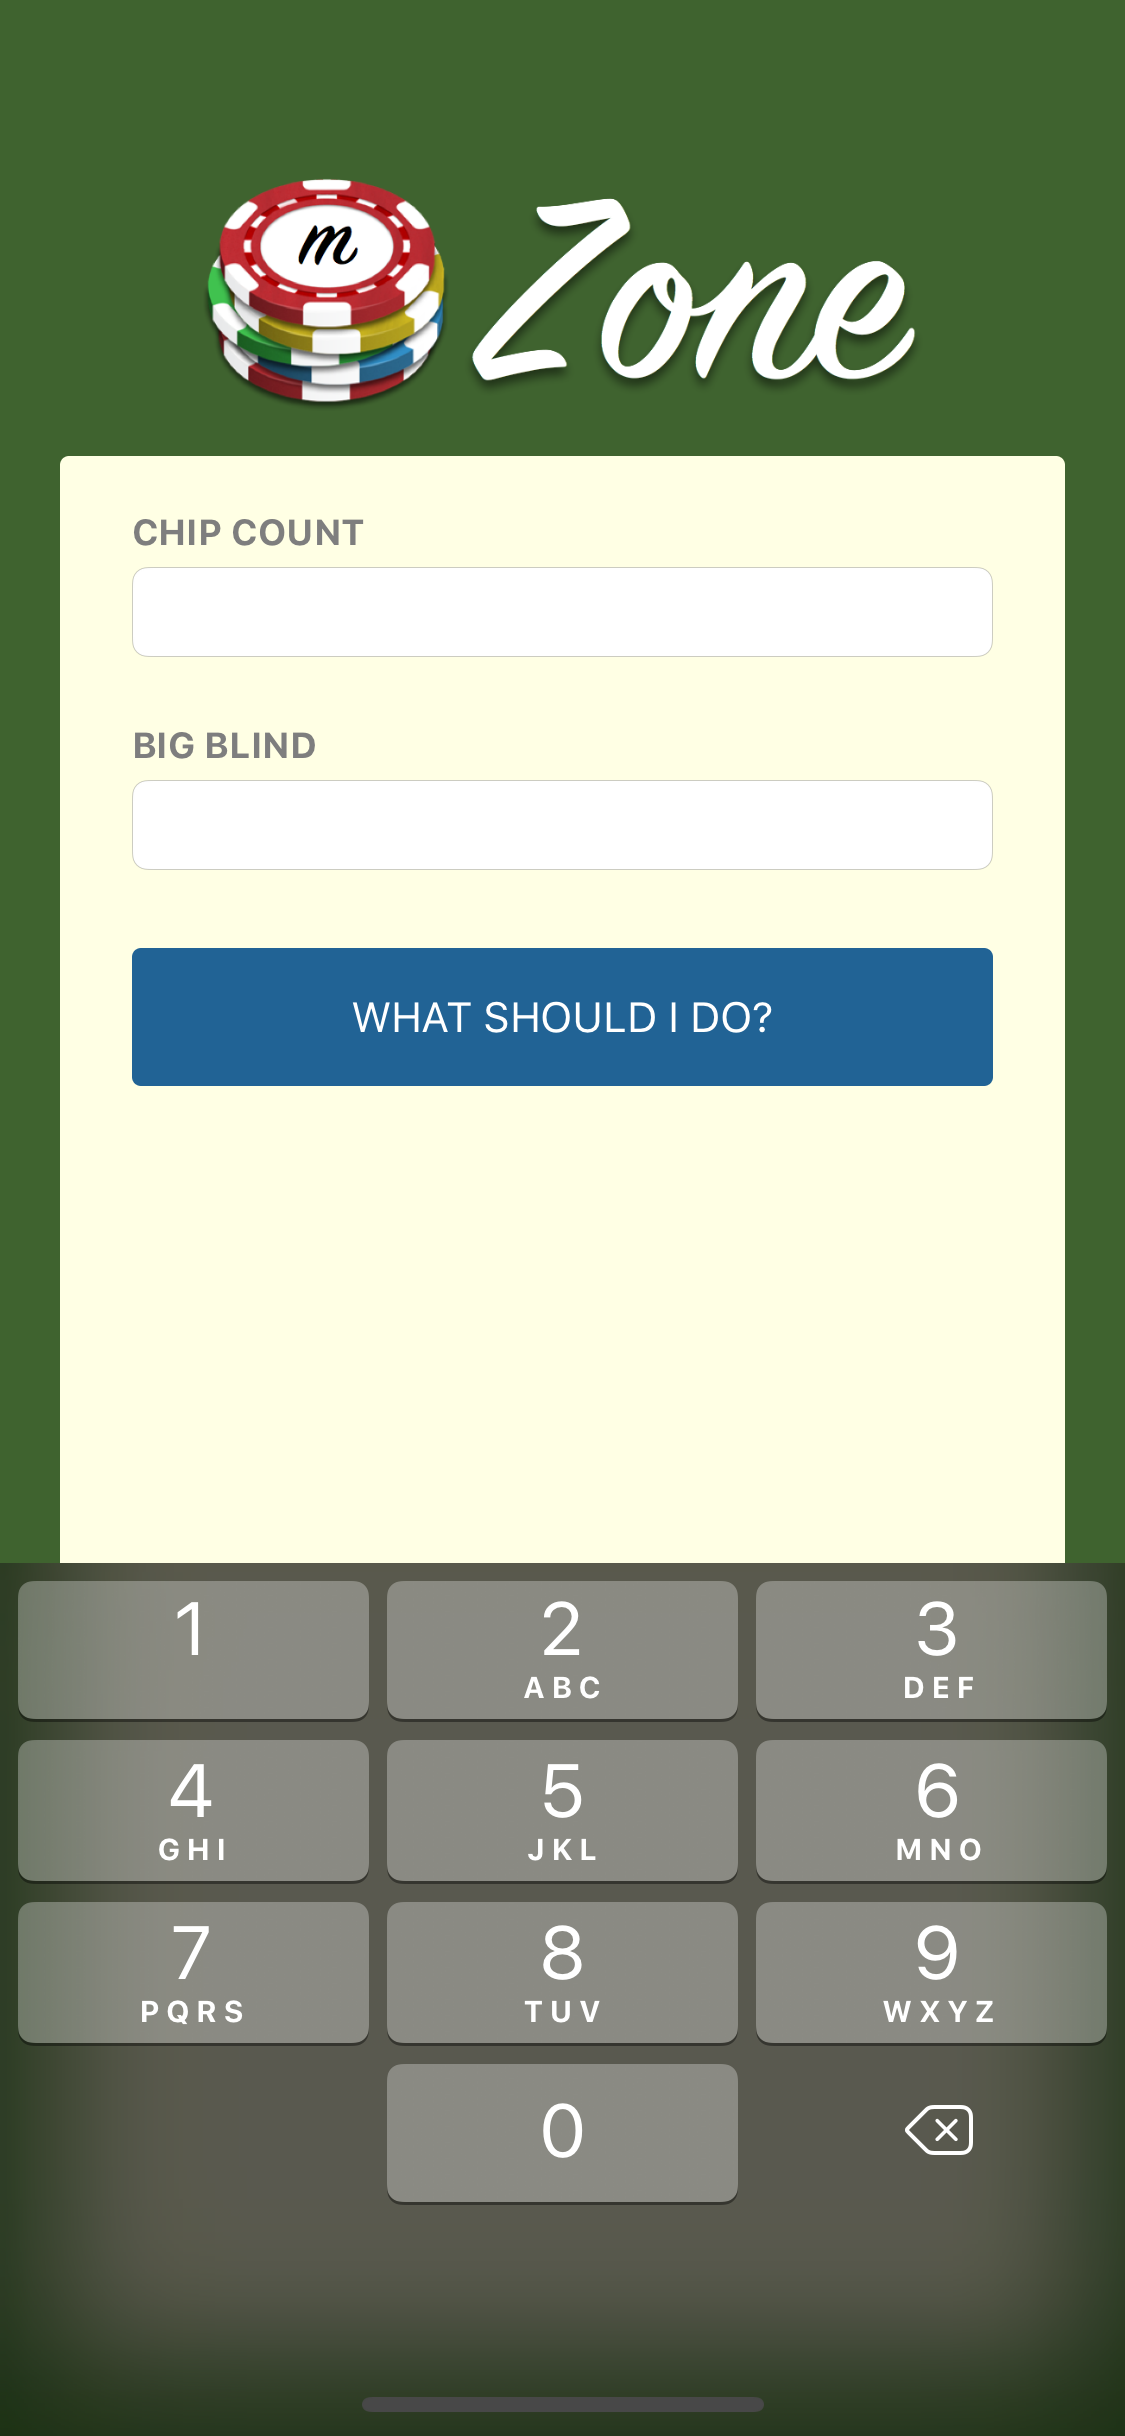 m Zone
CHIP COUNT
BIG BLIND
WHAT SHOULD I DO?
1 2 3
ABC DEF
4 5 6
GHI JKL MNO
7 8 9
PQRS TUV WXYZ
0